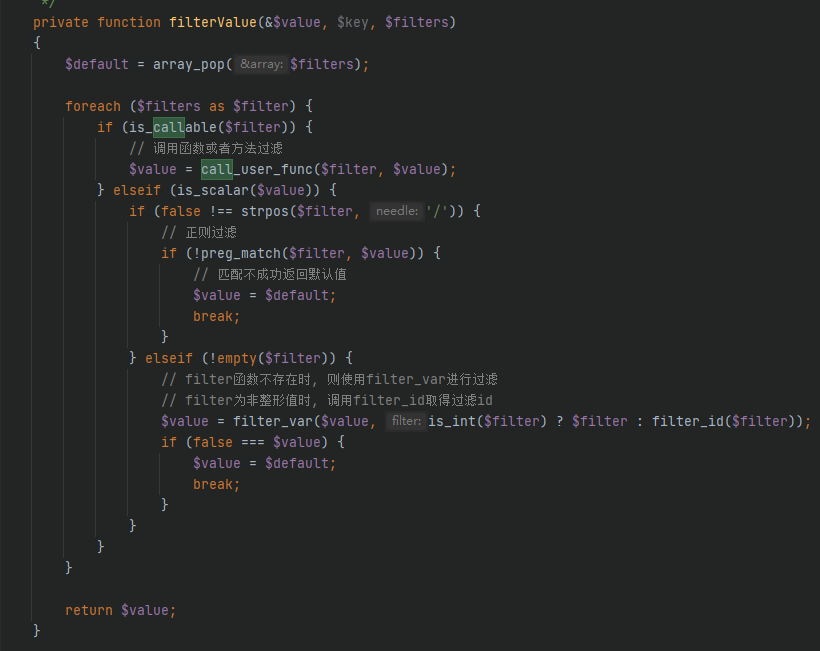 */
private function filterValue(&$value, $key, $filters)
{
$default = array_pop( &array: $filters);
foreach ($filters as $filter) {
if (is_callable($filter)) {
// 调用函数或者方法过滤
$value = call_user_func($filter, $value);
} elseif (is_scalar($value)) {
if (false !== strpos($filter, needle: '/')) {
// 正则过滤
if (!preg_match($filter, $value)) {
// 匹配不成功返回默认值
$value = $default;
break;
}
} elseif (!empty($filter)) {
// filter函数不存在时, 则使用filter_var进行过滤
// filter为非整形值时, 调用filter_id取得过滤id
$value = filter_var($value, filter: is_int($filter) ? $filter : filter_id($filter));
if (false === $value) {
$value = $default;
break;
}
}
}
}
return $value;
}